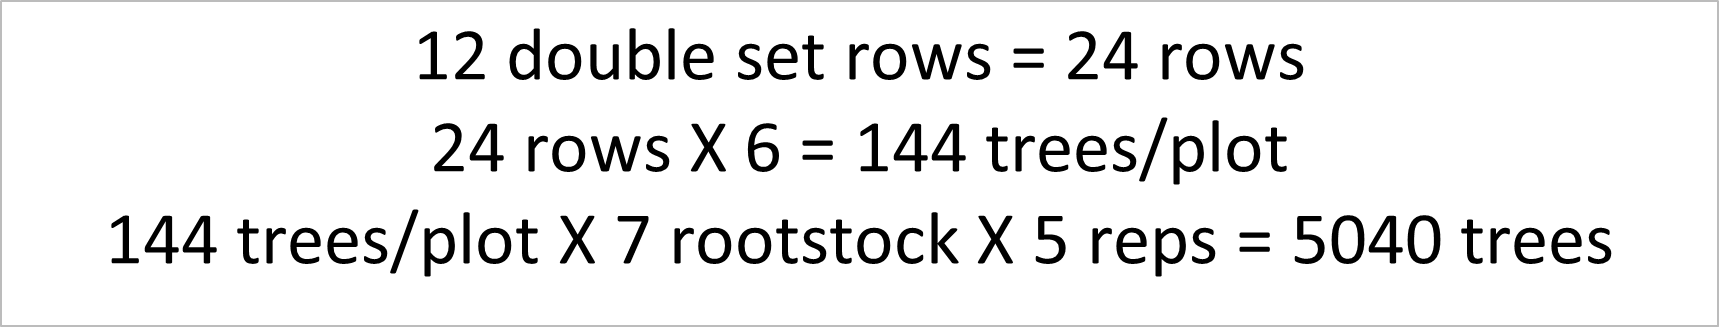 12 double set rows = 24 rows
24 rows X 6 = 144 trees/plot
144 trees/plot X 7 rootstock X 5 reps = 5040 trees